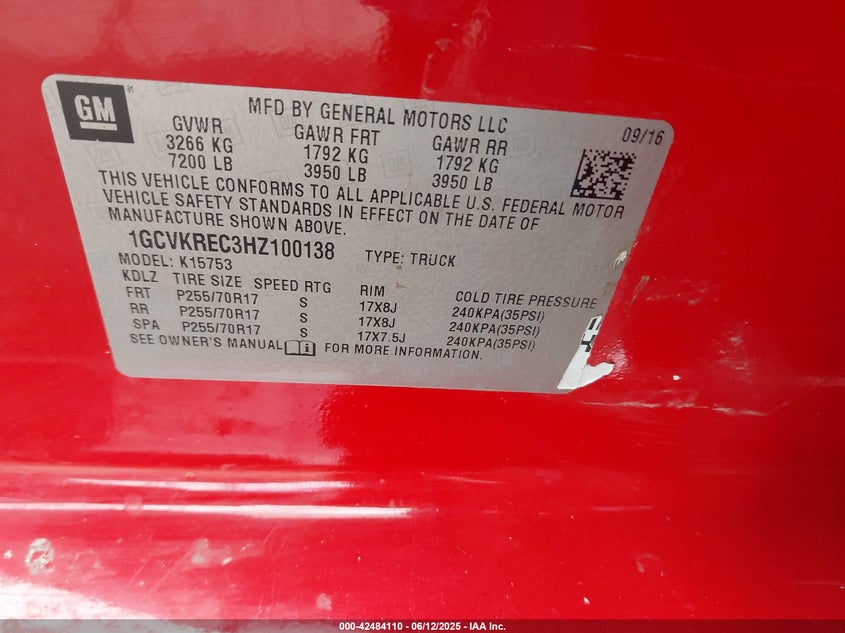 GM
MFD BY GENERAL MOTORS LLC
09/16
GVWR GAWR FRT GAWR RR
3266 KG 1792 KG 1792 KG
7200 LB 3950 LB 3950 LB
THIS VEHICLE CONFORMS TO ALL APPLICABLE U.S. FEDERAL MOTOR
VEHICLE SAFETY STANDARDS IN EFFECT ON THE DATE OF
MANUFACTURE SHOWN ABOVE.
1GCVKREC3HZ100138 TYPE: TRUCK
MODEL: K15753
KDLZ TIRE SIZE SPEED RTG RIM COLD TIRE PRESSURE
FRT P255/70R17 S 17X8J 240KPA(35PSI)
RR P255/70R17 S 17X8J 240KPA(35PSI)
SPA P255/70R17 S 17X7.5J 240KPA(35PSI)
SEE OWNER'S MANUAL FOR MORE INFORMATION.
000-42484110 - 06/12/2025 - IAA Inc.